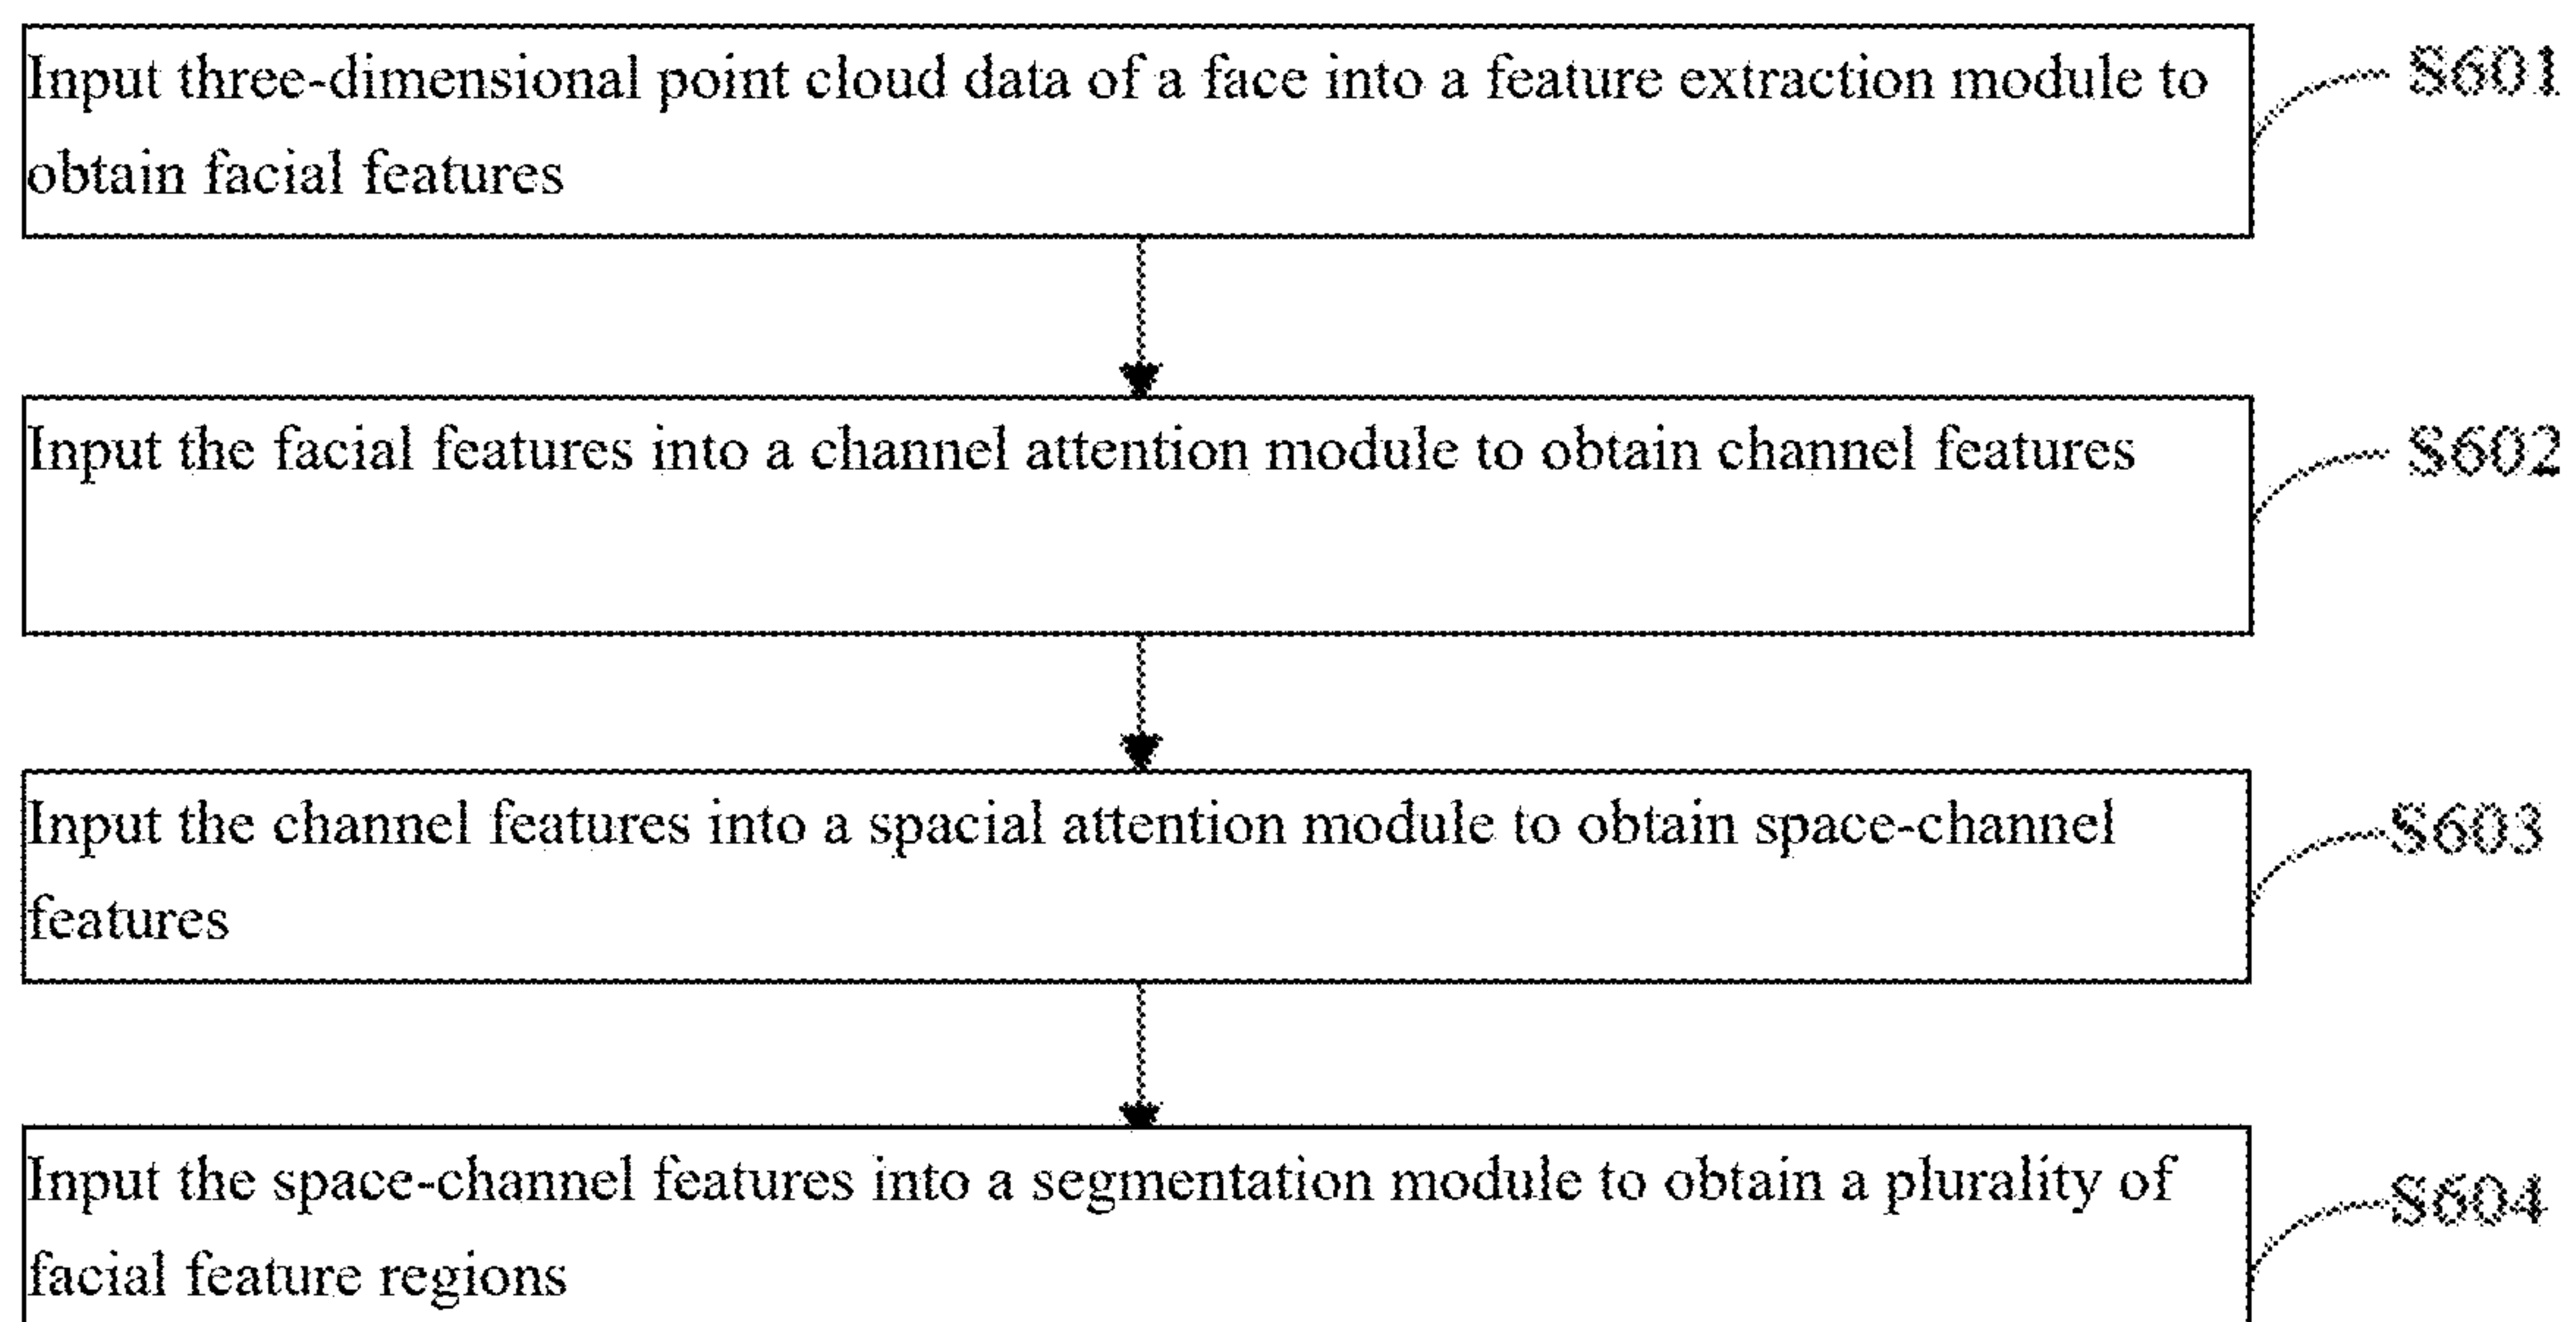 Input three-dimensional point cloud data of a face into a feature extraction module to
obtain facial features
S601
Input the facial features into a channel attention module to obtain channel features
S602
Input the channel features into a spacial attention module to obtain space-channel
features
S603
Input the space-channel features into a segmentation module to obtain a plurality of
facial feature regions
S604